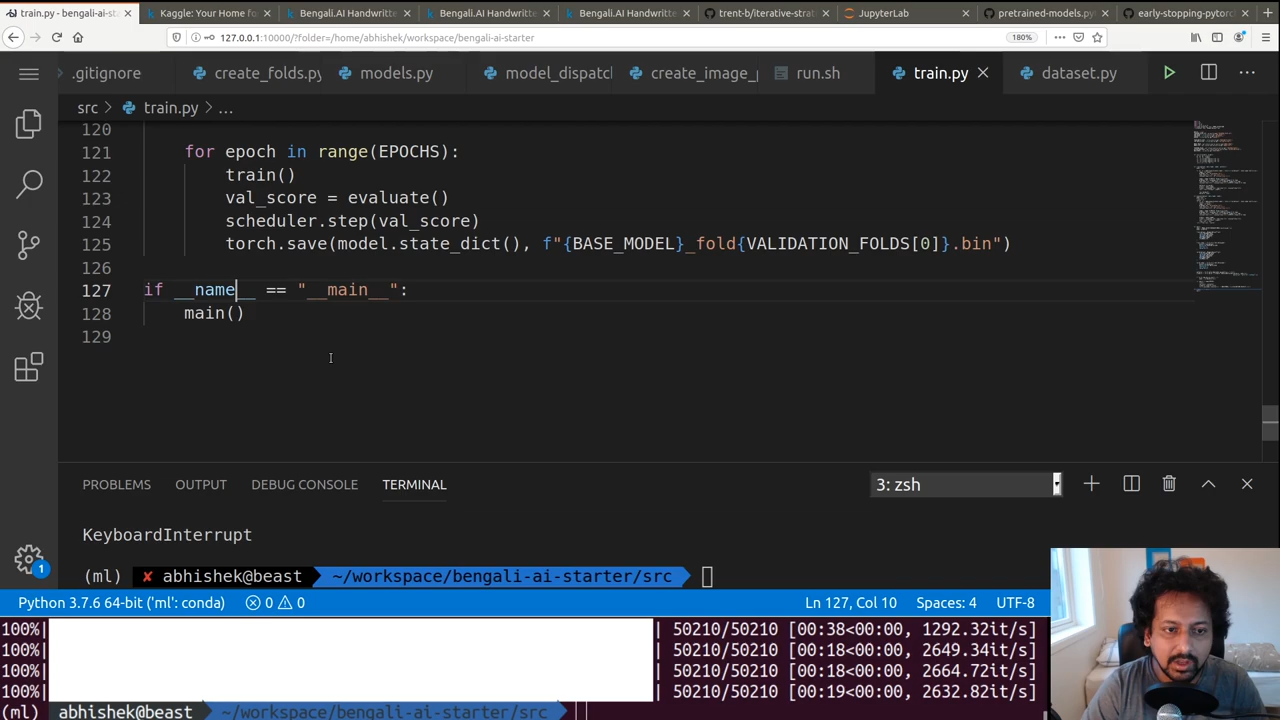 train.py - bengali-ai-st
Kaggle: Your Home fo
Bengali.AI Handwritte
Bengali.AI Handwritte
Bengali.AI Handwritte
trent-b/iterative-strat
JupyterLab
pretrained-models.py
early-stopping-pytorc
127.0.0.1:10000/?folder=/home/abhishek/workspace/bengali-ai-starter
180%
.gitignore
create_folds.py
models.py
model_dispatc
create_image_p
run.sh
train.py
dataset.py
src > train.py > ...
120
121 for epoch in range(EPOCHS):
122 train()
123 val_score = evaluate()
124 scheduler.step(val_score)
125 torch.save(model.state_dict(), f"{BASE_MODEL}_fold{VALIDATION_FOLDS[0]}.bin")
126
127 if __name__ == "__main__":
128 main()
129
PROBLEMS OUTPUT DEBUG CONSOLE TERMINAL 3: zsh
KeyboardInterrupt
(ml) ✘ abhishek@beast ~/workspace/bengali-ai-starter/src
1
Python 3.7.6 64-bit ('ml': conda) 0 0 Ln 127, Col 10 Spaces: 4 UTF-8
100%| | 50210/50210 [00:38<00:00, 1292.32it/s]
100%| | 50210/50210 [00:18<00:00, 2649.34it/s]
100%| | 50210/50210 [00:18<00:00, 2664.72it/s]
100%| | 50210/50210 [00:19<00:00, 2632.82it/s]
(ml) abhishek@beast ~/workspace/bengali-ai-starter/src